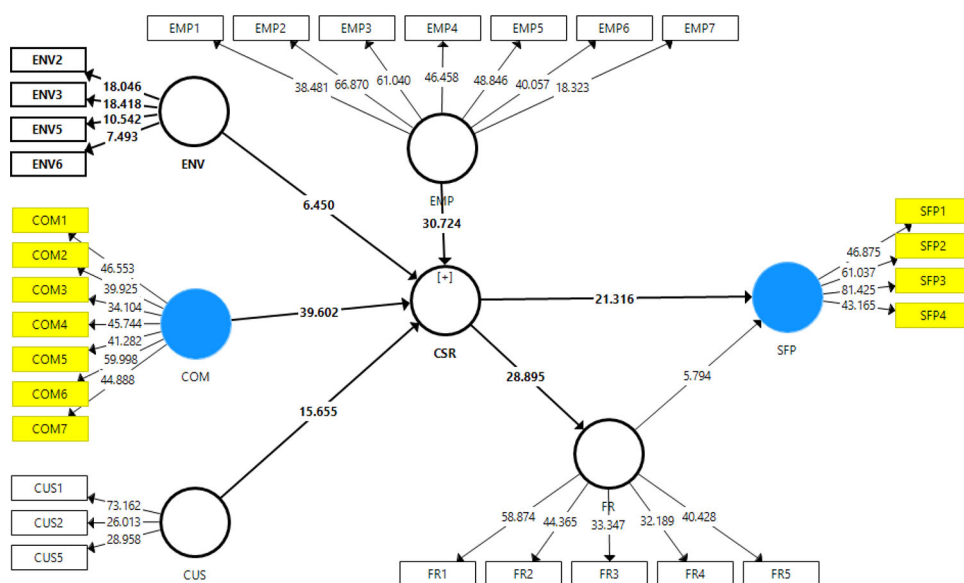 EMP1 EMP2 EMP3 EMP4 EMP5 EMP6 EMP7
38.481 66.870 61.040 46.458 48.846 40.057 18.323
EMP
ENV2
ENV3
ENV5
ENV6
18.046
18.418
10.542
7.493
ENV
6.450
30.724
COM1
COM2
COM3
COM4
COM5
COM6
COM7
46.553
39.925
34.104
45.744
41.282
59.998
44.888
COM
39.602
[+]
CSR
21.316
SFP1
SFP2
SFP3
SFP4
46.875
61.037
81.425
43.165
SFP
28.895
5.794
15.655
CUS1
CUS2
CUS5
73.162
26.013
28.958
CUS
FR
58.874 44.365 33.347 32.189 40.428
FR1 FR2 FR3 FR4 FR5